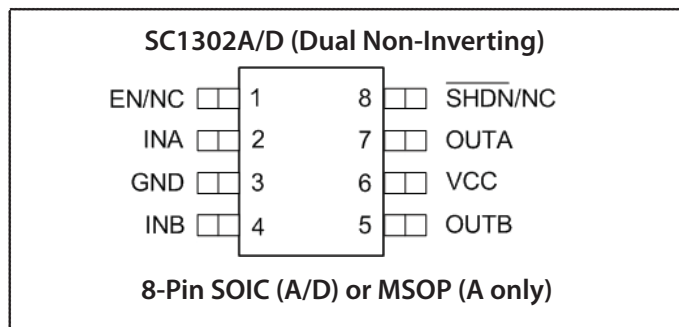 SC1302A/D (Dual Non-Inverting)
EN/NC 1 8 SHDN/NC
INA 2 7 OUTA
GND 3 6 VCC
INB 4 5 OUTB
8-Pin SOIC (A/D) or MSOP (A only)